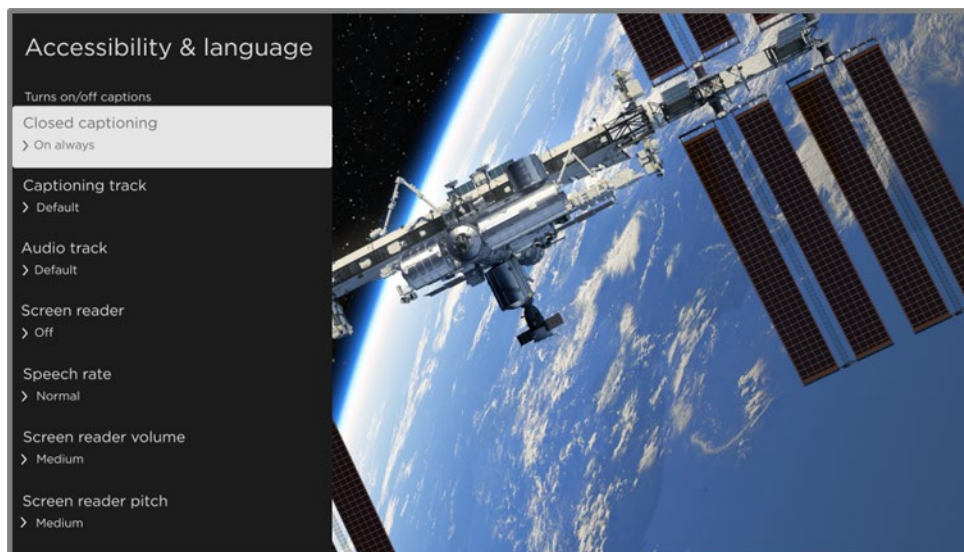 Accessibility & language
Turns on/off captions
Closed captioning
On always
Captioning track
Default
Audio track
Default
Screen reader
Off
Speech rate
Normal
Screen reader volume
Medium
Screen reader pitch
Medium